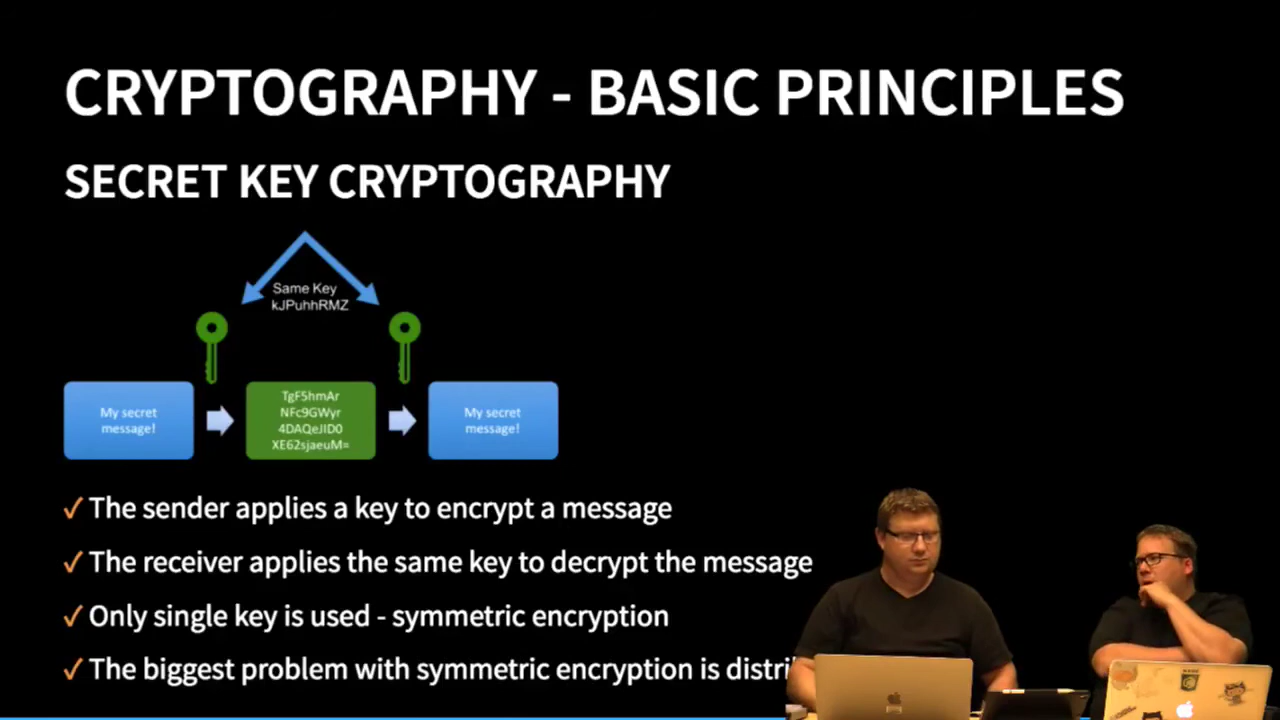 CRYPTOGRAPHY - BASIC PRINCIPLES
SECRET KEY CRYPTOGRAPHY
Same Key
kJPuhhRMZ
My secret
message!
TgF5hmAr
NFc9GWyr
4DAQeJID0
XE62sjaeuM=
My secret
message!
✓ The sender applies a key to encrypt a message
✓ The receiver applies the same key to decrypt the message
✓ Only single key is used - symmetric encryption
✓ The biggest problem with symmetric encryption is